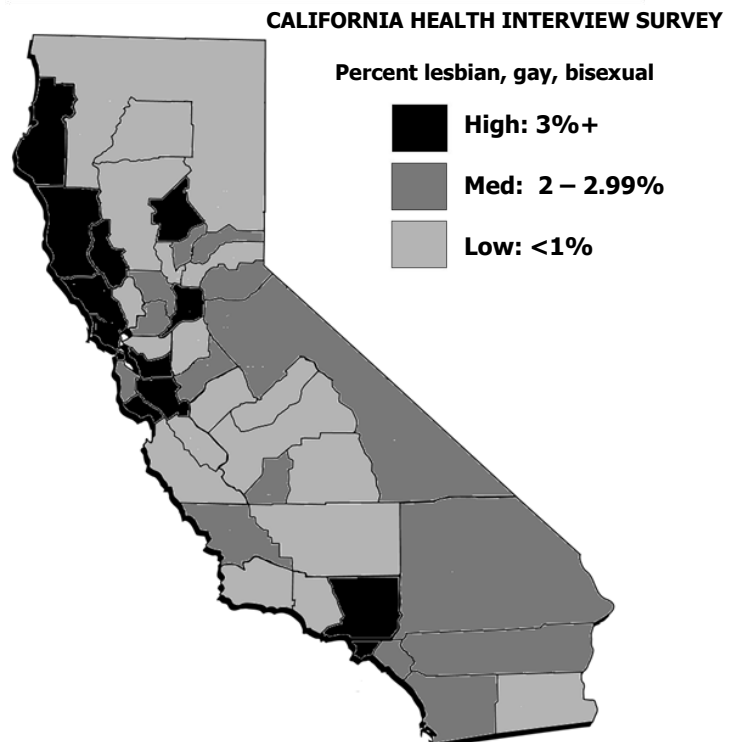 CALIFORNIA HEALTH INTERVIEW SURVEY
Percent lesbian, gay, bisexual
High: 3%+
Med: 2 – 2.99%
Low: <1%